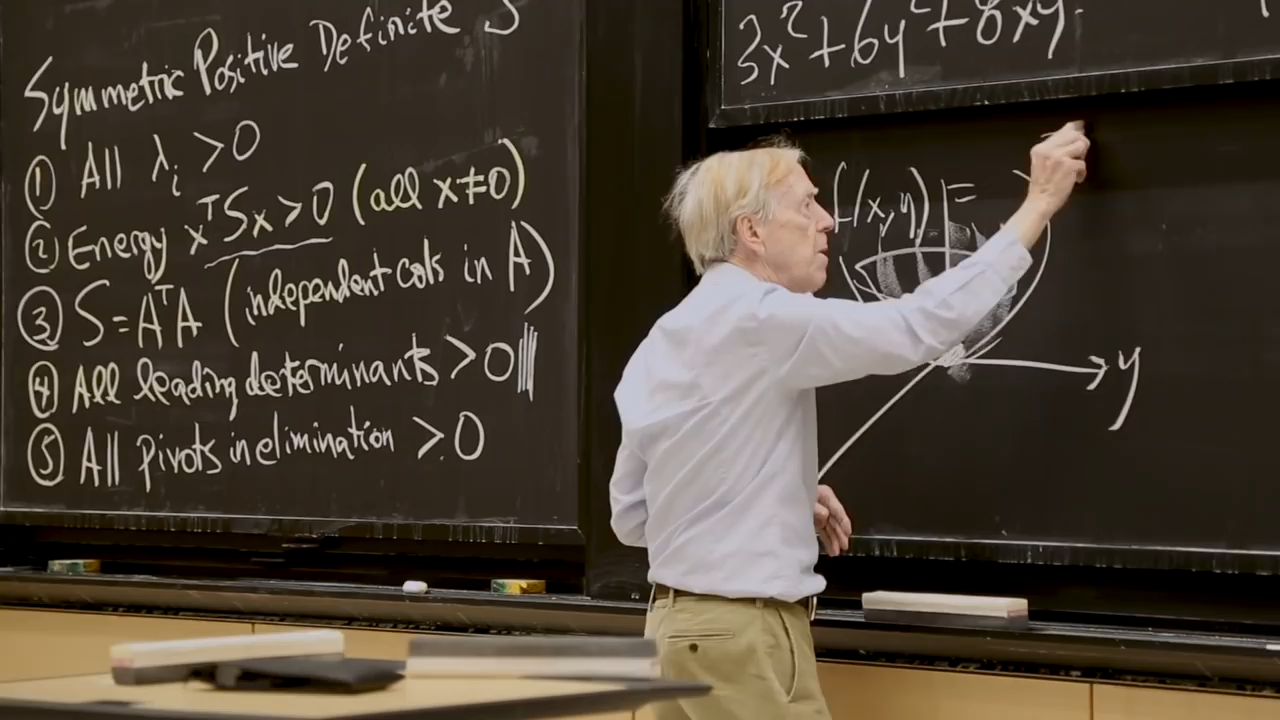 Symmetric Positive Definite S
① All λᵢ > 0
② Energy xᵀSx > 0 (all x ≠ 0)
③ S = AᵀA (independent cols in A)
④ All leading determinants > 0
⑤ All pivots in elimination > 0
3x² + 6y² + 8xy
f(x,y) =
y